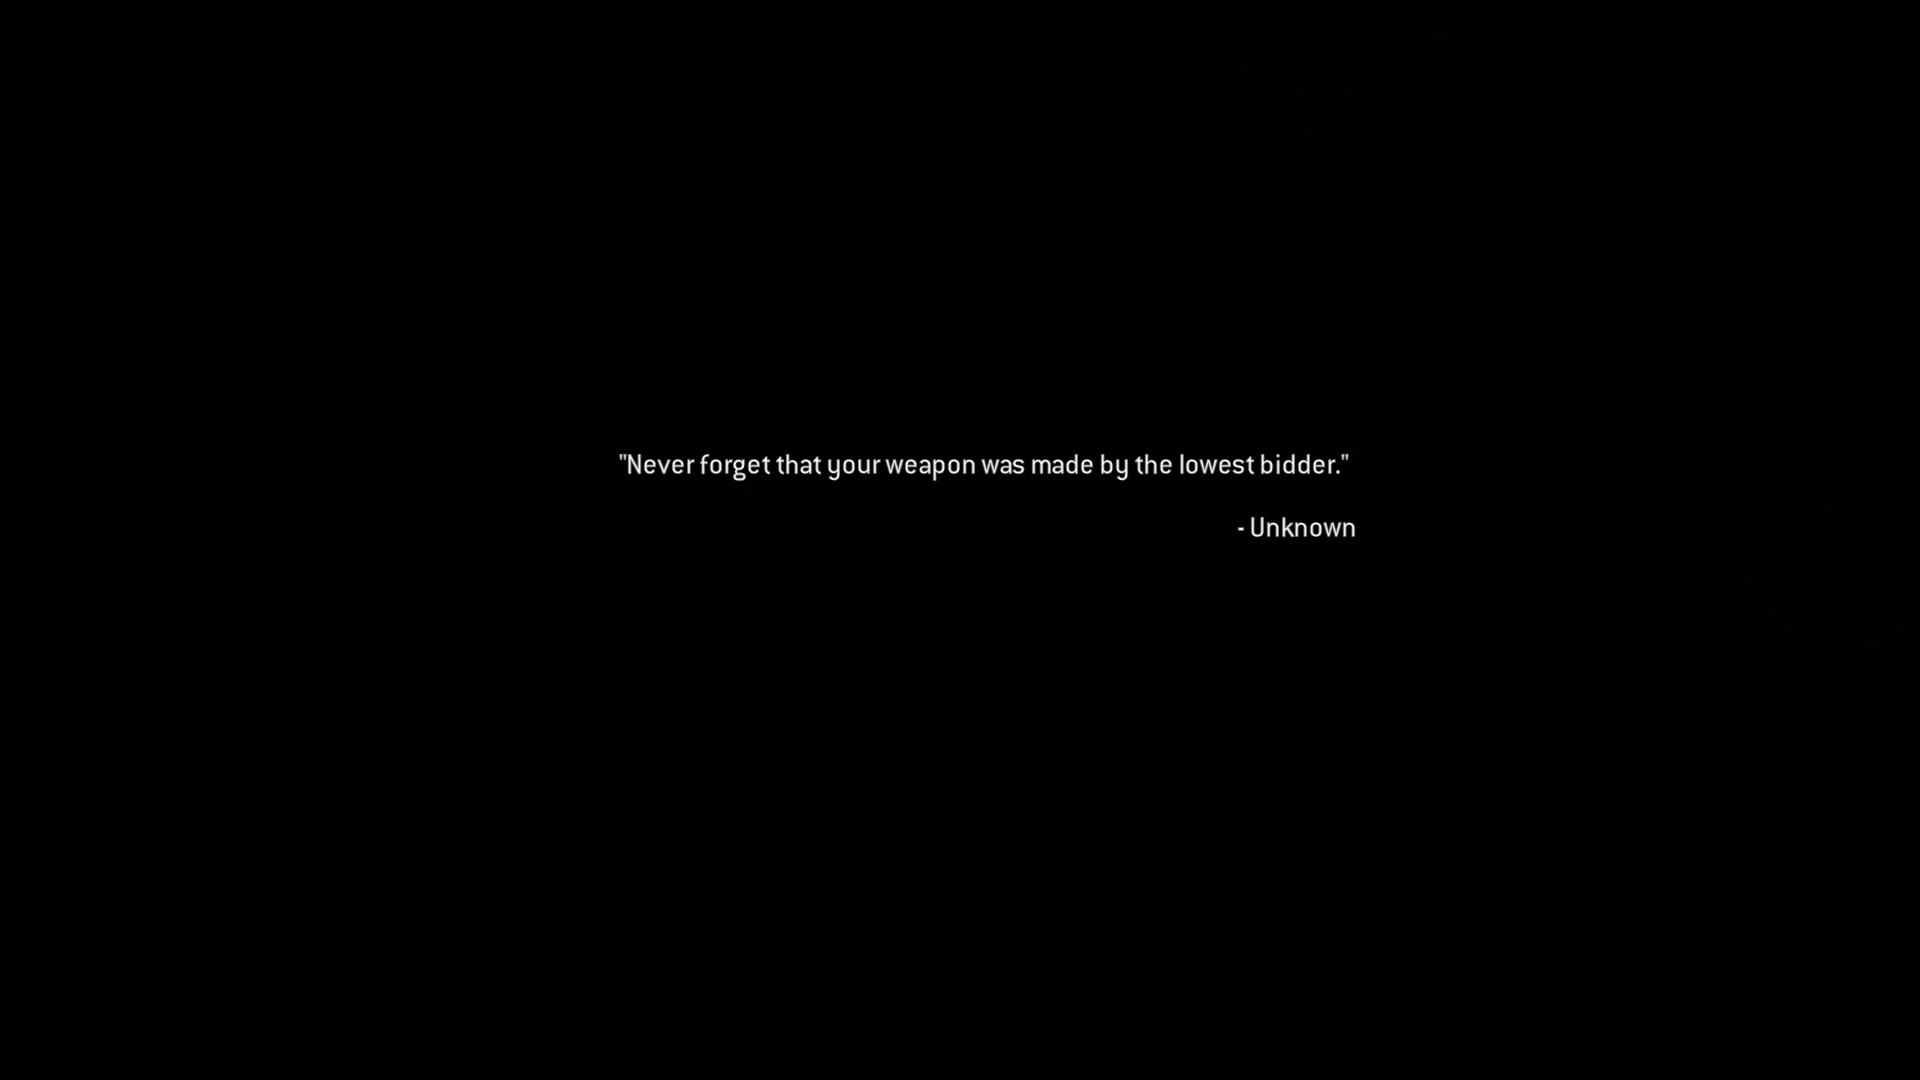 "Never forget that your weapon was made by the lowest bidder."
- Unknown